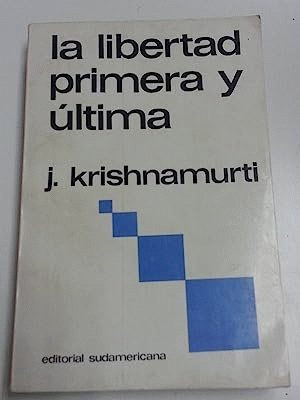 la libertad
primera y
última
j. krishnamurti
editorial sudamericana